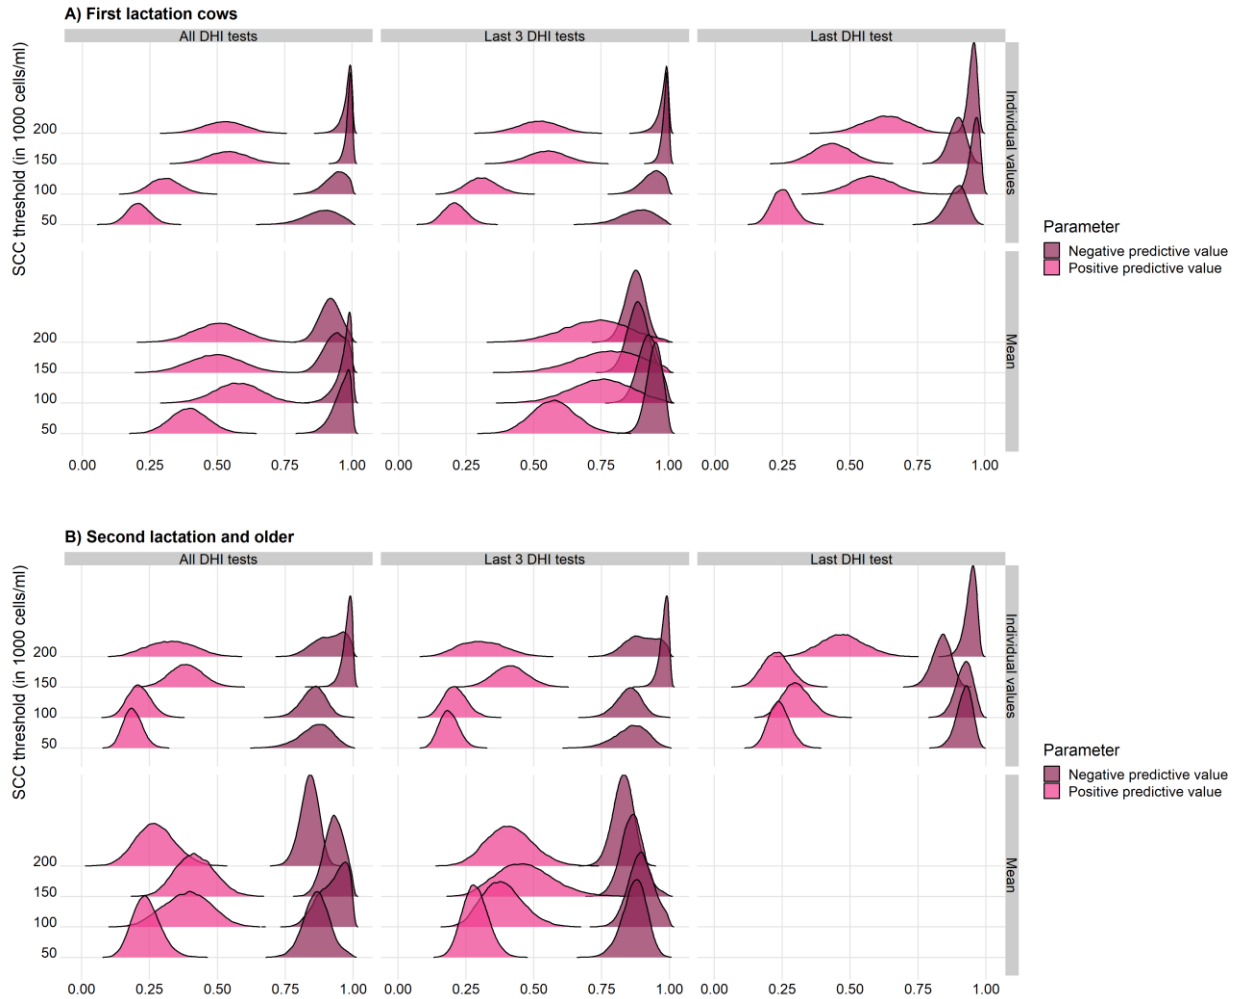 A) First lactation cows
All DHI tests
Last 3 DHI tests
Last DHI test
SCC threshold (in 1000 cells/ml)
200
150
100
50
Individual values
200
150
100
50
Mean
0.00 0.25 0.50 0.75 1.00
0.00 0.25 0.50 0.75 1.00
0.00 0.25 0.50 0.75 1.00
Parameter
Negative predictive value
Positive predictive value
B) Second lactation and older
All DHI tests
Last 3 DHI tests
Last DHI test
SCC threshold (in 1000 cells/ml)
200
150
100
50
Individual values
200
150
100
50
Mean
0.00 0.25 0.50 0.75 1.00
0.00 0.25 0.50 0.75 1.00
0.00 0.25 0.50 0.75 1.00
Parameter
Negative predictive value
Positive predictive value